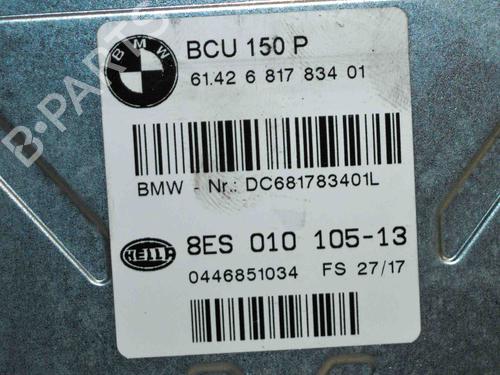 B-PARTS
BMW
BCU 150 P
61.42 6 817 834 01
BMW - Nr.: DC681783401L
HELLA
8ES 010 105-13
0446851034 FS 27/17